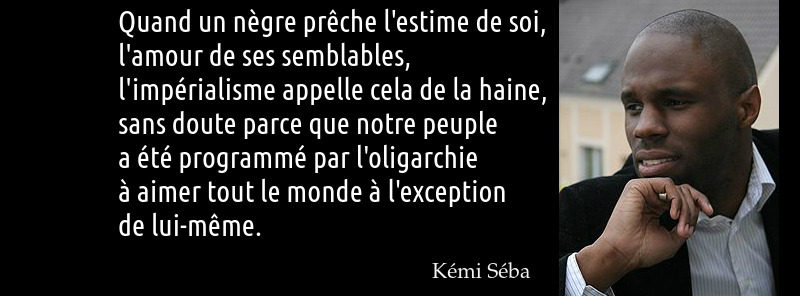 Quand un nègre prêche l'estime de soi,
l'amour de ses semblables,
l'impérialisme appelle cela de la haine,
sans doute parce que notre peuple
a été programmé par l'oligarchie
à aimer tout le monde à l'exception
de lui-même.
Kémi Séba